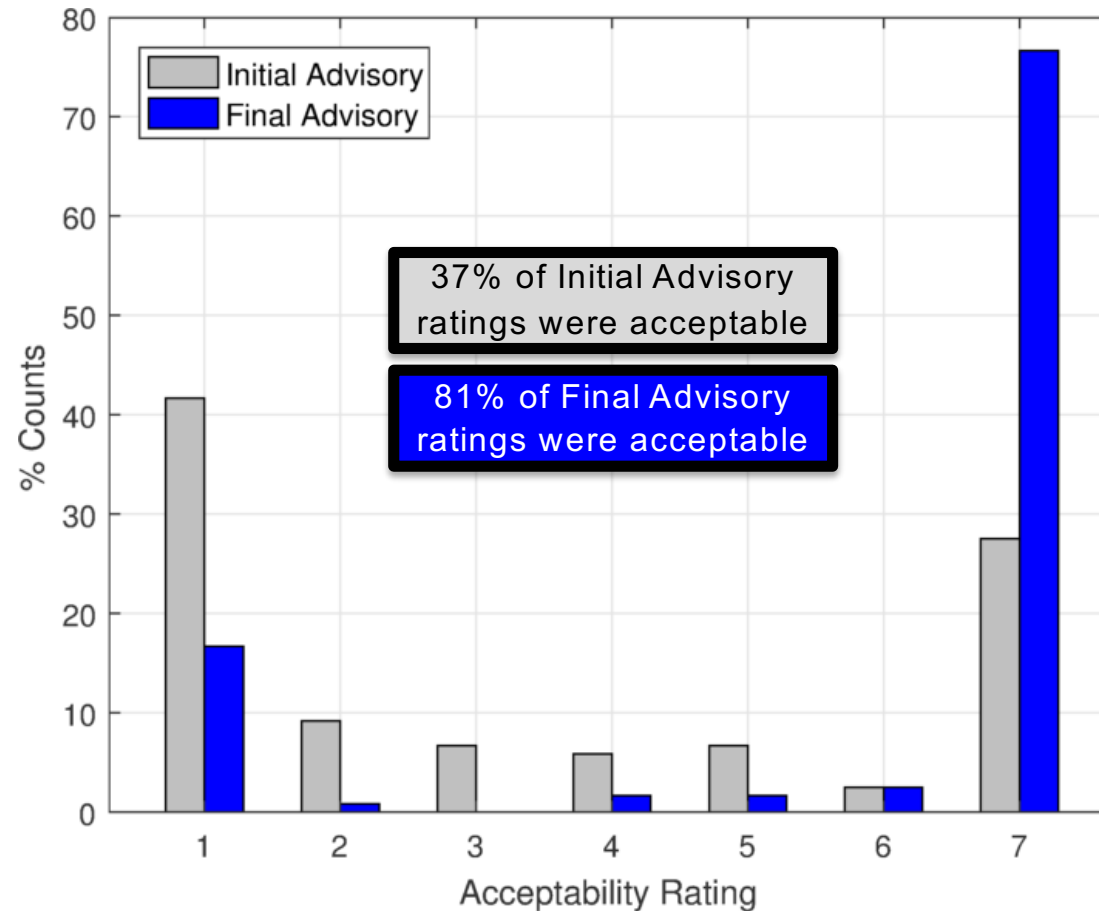 80
70
60
50
40
30
20
10
0
% Counts
Initial Advisory
Final Advisory
37% of Initial Advisory
ratings were acceptable
81% of Final Advisory
ratings were acceptable
1 2 3 4 5 6 7
Acceptability Rating